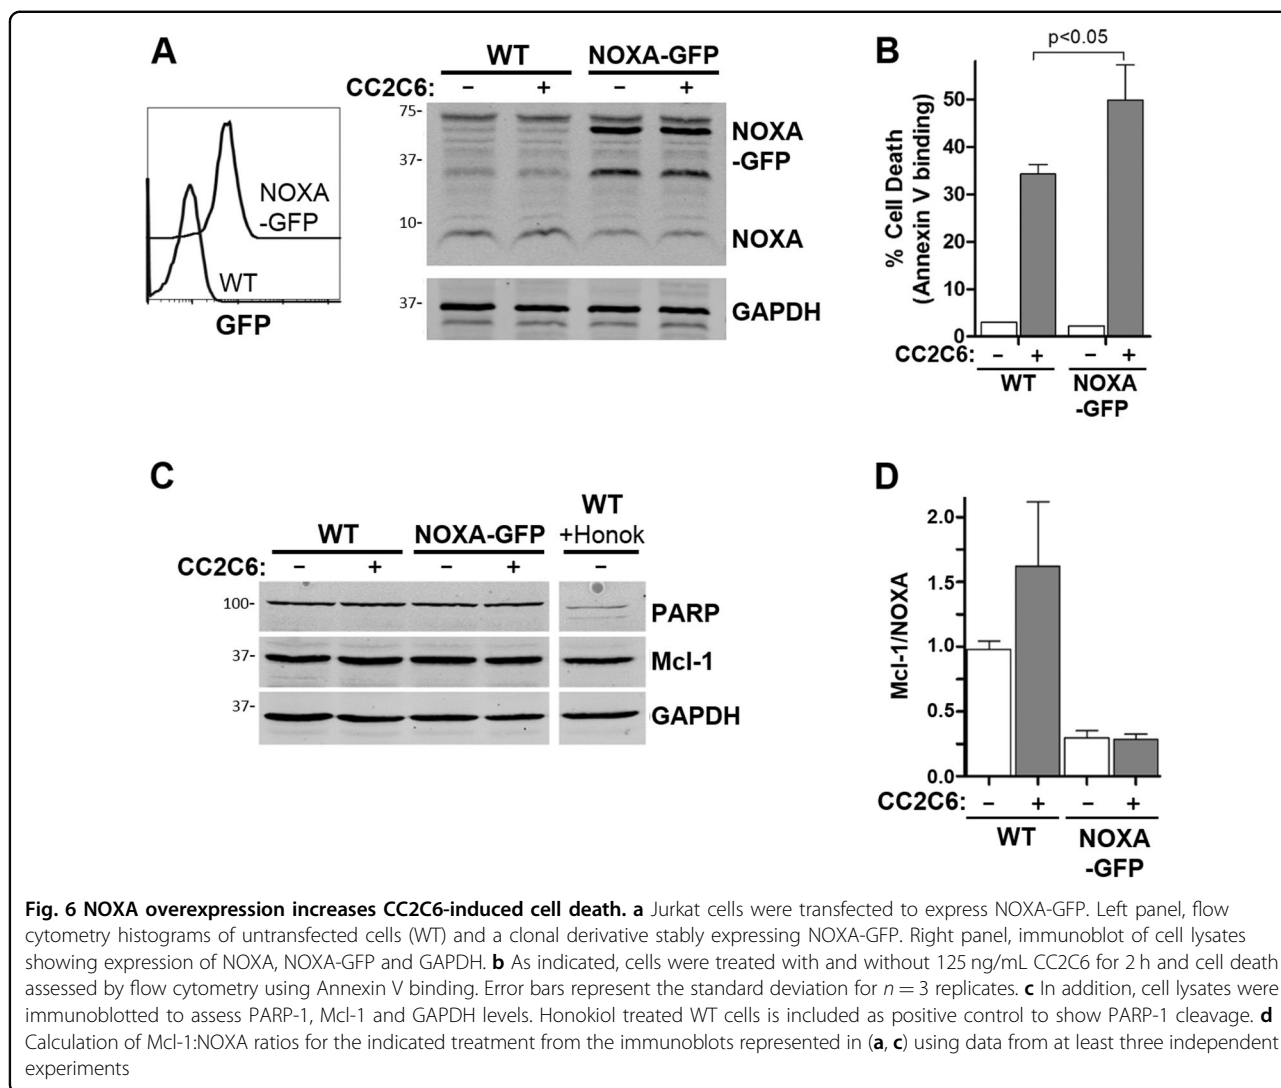 A
WT NOXA-GFP
CC2C6: – + – +
75-
37-
10-
NOXA
-GFP
NOXA
37-
GAPDH
NOXA
-GFP
WT
GFP
B
p<0.05
% Cell Death
(Annexin V binding)
50
40
30
20
10
0
CC2C6: – + – +
WT NOXA
-GFP
C
WT NOXA-GFP WT
+Honok
CC2C6: – + – + –
100-
PARP
37-
Mcl-1
37-
GAPDH
D
Mcl-1/NOXA
2.0
1.5
1.0
0.5
0.0
CC2C6: – + – +
WT NOXA
-GFP
Fig. 6 NOXA overexpression increases CC2C6-induced cell death. a Jurkat cells were transfected to express NOXA-GFP. Left panel, flow
cytometry histograms of untransfected cells (WT) and a clonal derivative stably expressing NOXA-GFP. Right panel, immunoblot of cell lysates
showing expression of NOXA, NOXA-GFP and GAPDH. b As indicated, cells were treated with and without 125 ng/mL CC2C6 for 2 h and cell death
assessed by flow cytometry using Annexin V binding. Error bars represent the standard deviation for n = 3 replicates. c In addition, cell lysates were
immunoblotted to assess PARP-1, Mcl-1 and GAPDH levels. Honokiol treated WT cells is included as positive control to show PARP-1 cleavage. d
Calculation of Mcl-1:NOXA ratios for the indicated treatment from the immunoblots represented in (a, c) using data from at least three independent
experiments